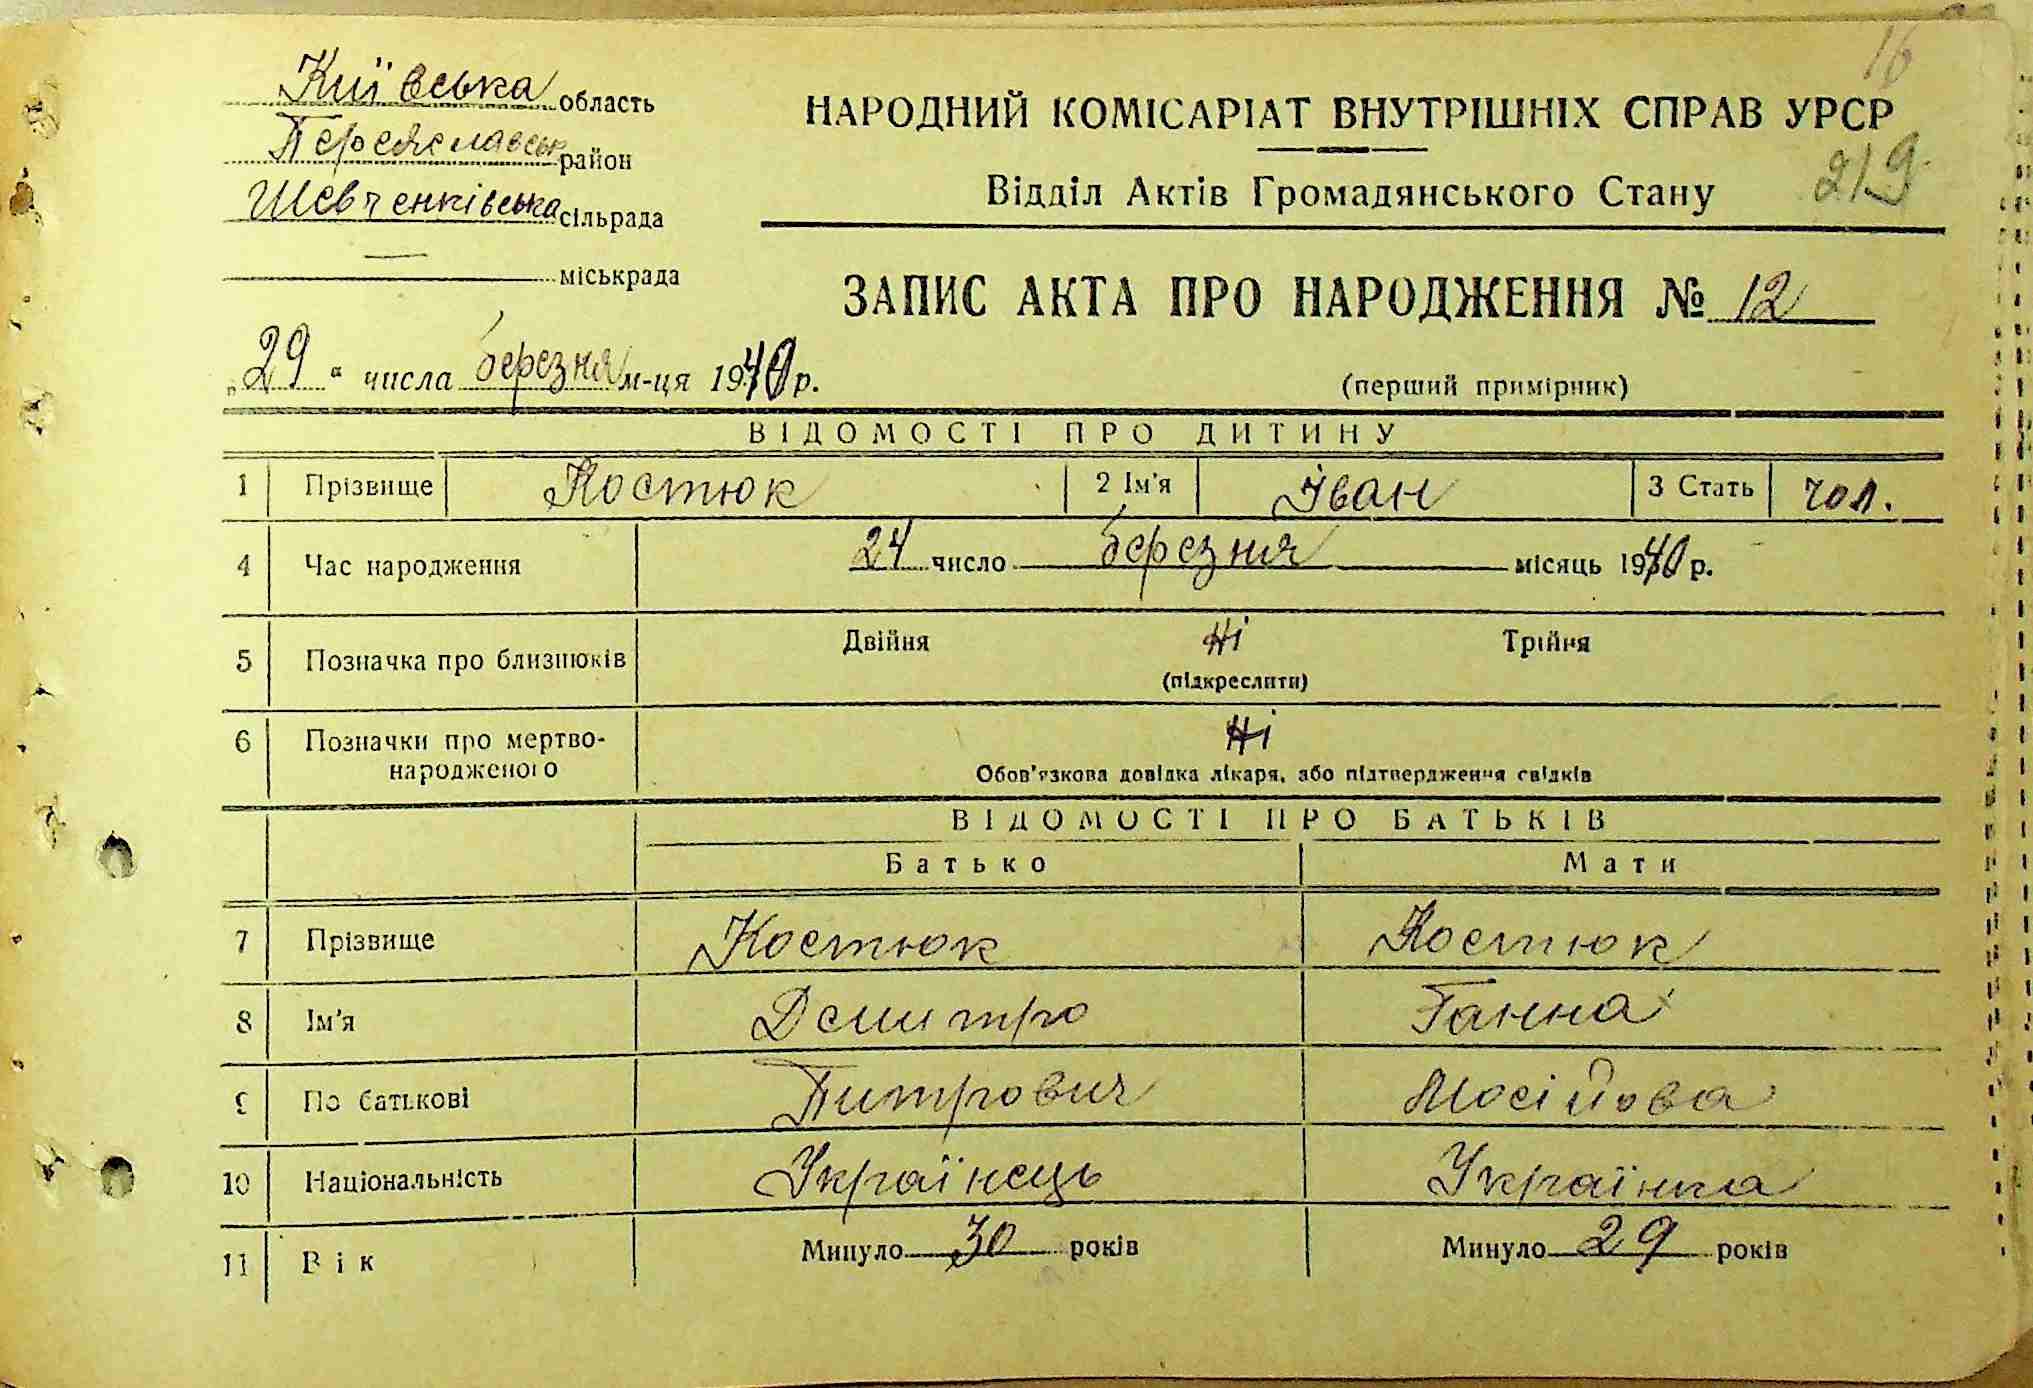 16
Київська область
Переяславськ район
Шевченківська сільрада
— міськрада
НАРОДНИЙ КОМІСАРІАТ ВНУТРІШНІХ СПРАВ УРСР
Відділ Актів Громадянського Стану
219
ЗАПИС АКТА ПРО НАРОДЖЕННЯ № 12
„29“ числа березня м-ця 1940 р.
(перший примірник)
ВІДОМОСТІ ПРО ДИТИНУ
1 Прізвище Костюк 2 Ім'я Іван 3 Стать чол.
4 Час народження 24 число березня місяць 1940 р.
5 Позначка про близнюків Двійня Ні Трійня
(підкреслити)
6 Позначки про мертво-
народженого Ні
Обов'язкова довідка лікаря, або підтвердження свідків
ВІДОМОСТІ ПРО БАТЬКІВ
Батько Мати
7 Прізвище Костюк Костюк
8 Ім'я Демитро Ганна
9 По батькові Питрович Мосійова
10 Національність Українець Українка
11 Вік Минуло 30 років Минуло 29 років